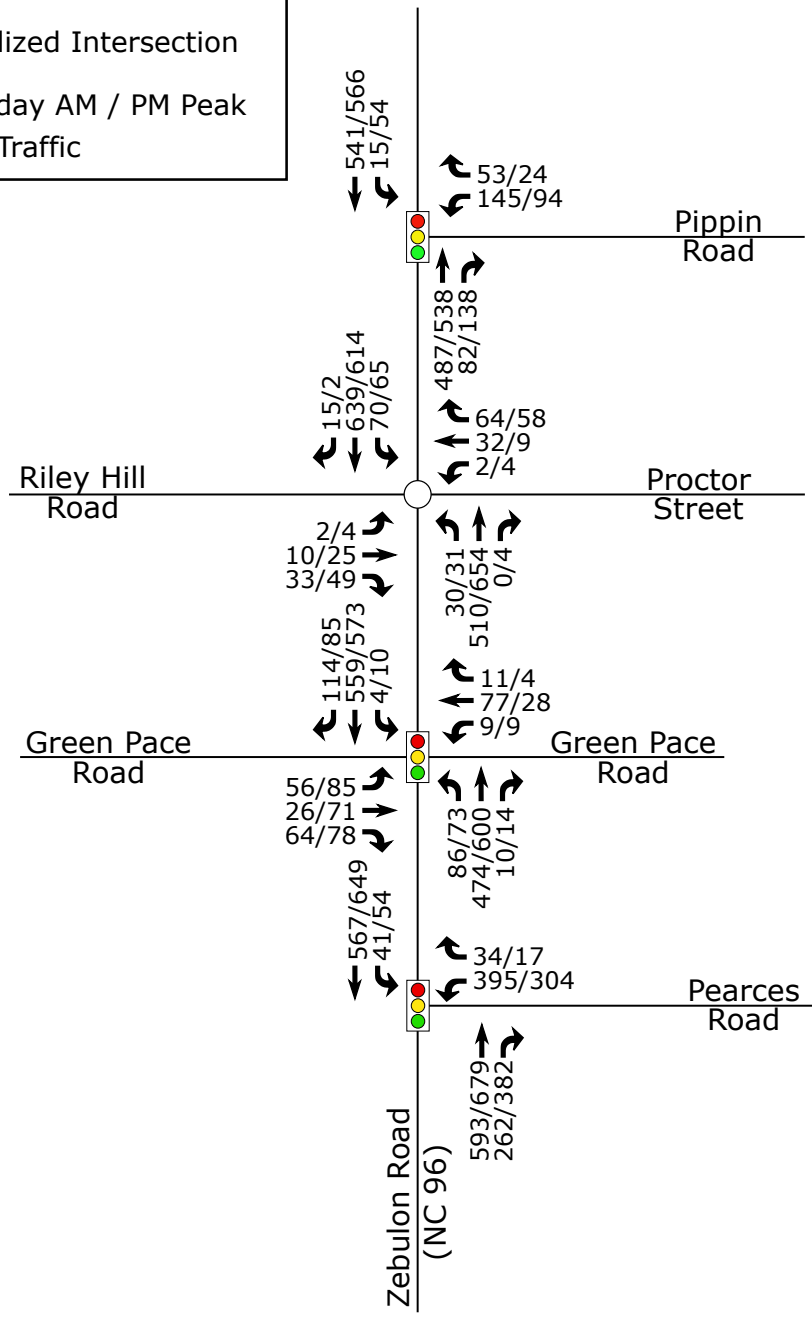 lized Intersection
day AM / PM Peak
Traffic
541/566
15/54
53/24
145/94
Pippin
Road
487/538
82/138
15/2
639/614
70/65
64/58
32/9
2/4
Riley Hill
Road
Proctor
Street
2/4
10/25
33/49
30/31
510/654
0/4
114/85
559/573
4/10
11/4
77/28
9/9
Green Pace
Road
Green Pace
Road
56/85
26/71
64/78
86/73
474/600
10/14
567/649
41/54
34/17
395/304
Pearces
Road
593/679
262/382
Zebulon Road
(NC 96)